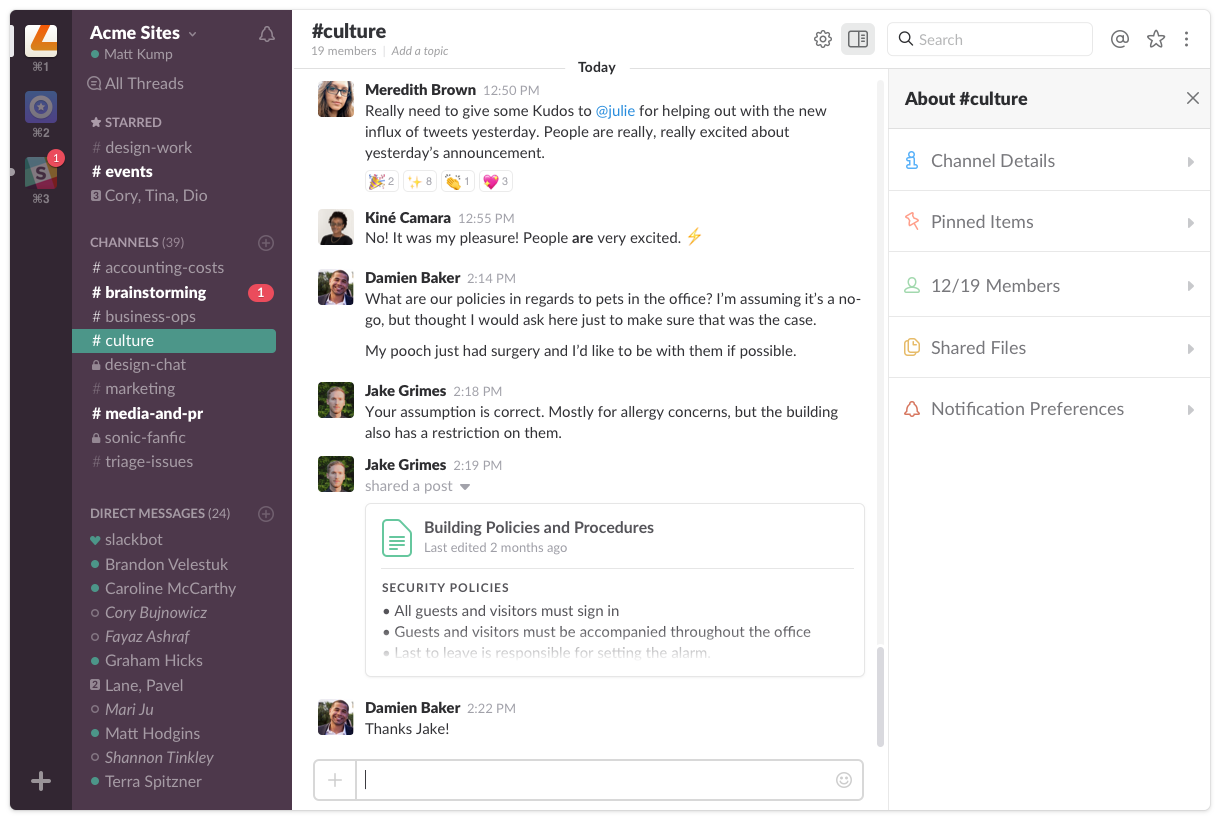 ⌘1
⌘2
1
S
⌘3
Acme Sites
Matt Kump
All Threads
STARRED
# design-work
# events
3 Cory, Tina, Dio
CHANNELS (39)
# accounting-costs
# brainstorming 1
# business-ops
# culture
design-chat
# marketing
# media-and-pr
sonic-fanfic
# triage-issues
DIRECT MESSAGES (24)
slackbot
Brandon Velestuk
Caroline McCarthy
Cory Bujnowicz
Fayaz Ashraf
Graham Hicks
2 Lane, Pavel
Mari Ju
Matt Hodgins
Shannon Tinkley
Terra Spitzner
#culture
19 members | Add a topic
Search
@
Today
Meredith Brown 12:50 PM
Really need to give some Kudos to @julie for helping out with the new
influx of tweets yesterday. People are really, really excited about
yesterday’s announcement.
🎉 2 ✨ 8 👏 1 💖 3
Kiné Camara 12:55 PM
No! It was my pleasure! People are very excited. ⚡
Damien Baker 2:14 PM
What are our policies in regards to pets in the office? I’m assuming it’s a no-
go, but thought I would ask here just to make sure that was the case.
My pooch just had surgery and I’d like to be with them if possible.
Jake Grimes 2:18 PM
Your assumption is correct. Mostly for allergy concerns, but the building
also has a restriction on them.
Jake Grimes 2:19 PM
shared a post
Building Policies and Procedures
Last edited 2 months ago
SECURITY POLICIES
• All guests and visitors must sign in
• Guests and visitors must be accompanied throughout the office
• Last to leave is responsible for setting the alarm.
Damien Baker 2:22 PM
Thanks Jake!
About #culture
Channel Details
Pinned Items
12/19 Members
Shared Files
Notification Preferences